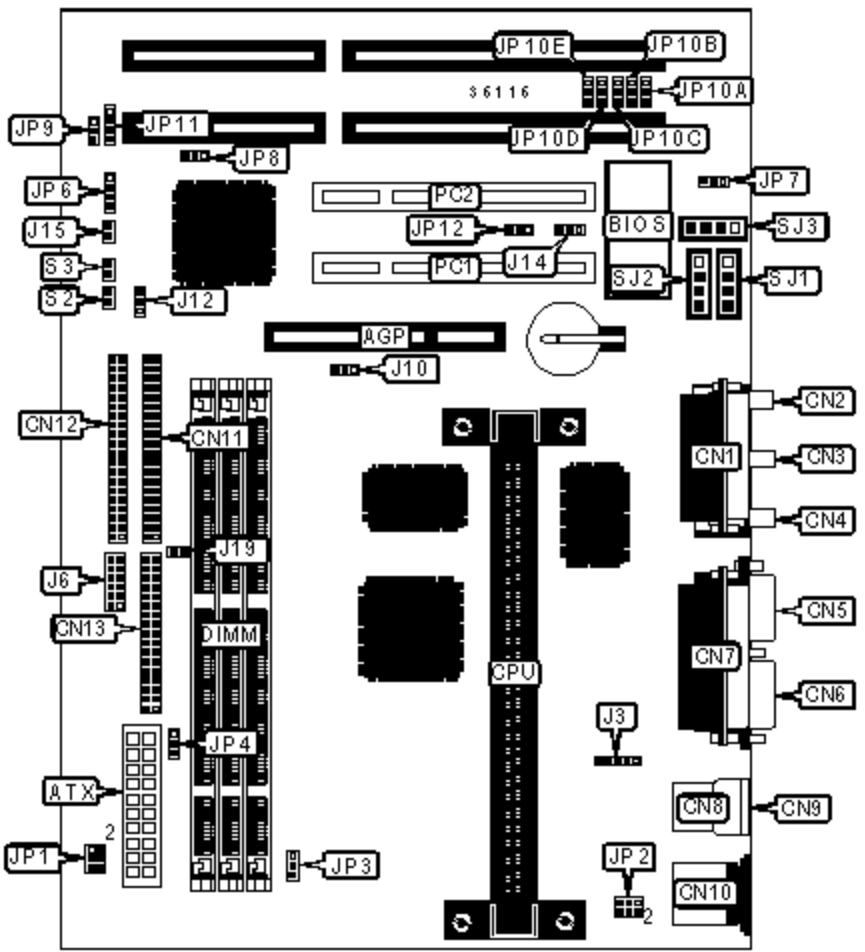 JP10E
JP10B
36116
JP10A
JP9
JP11
JP10D
JP10C
JP8
JP6
PC2
JP7
J15
JP12
BIOS
SJ3
S3
PC1
J14
SJ2
SJ1
S2
J12
AGP
J10
CN2
CN12
CN11
CN1
CN3
CN4
J19
J6
CN5
CN13
DIMM
CN7
CPU
CN6
J3
JP4
ATX
CN8
CN9
2
JP1
JP3
JP2
CN10
2